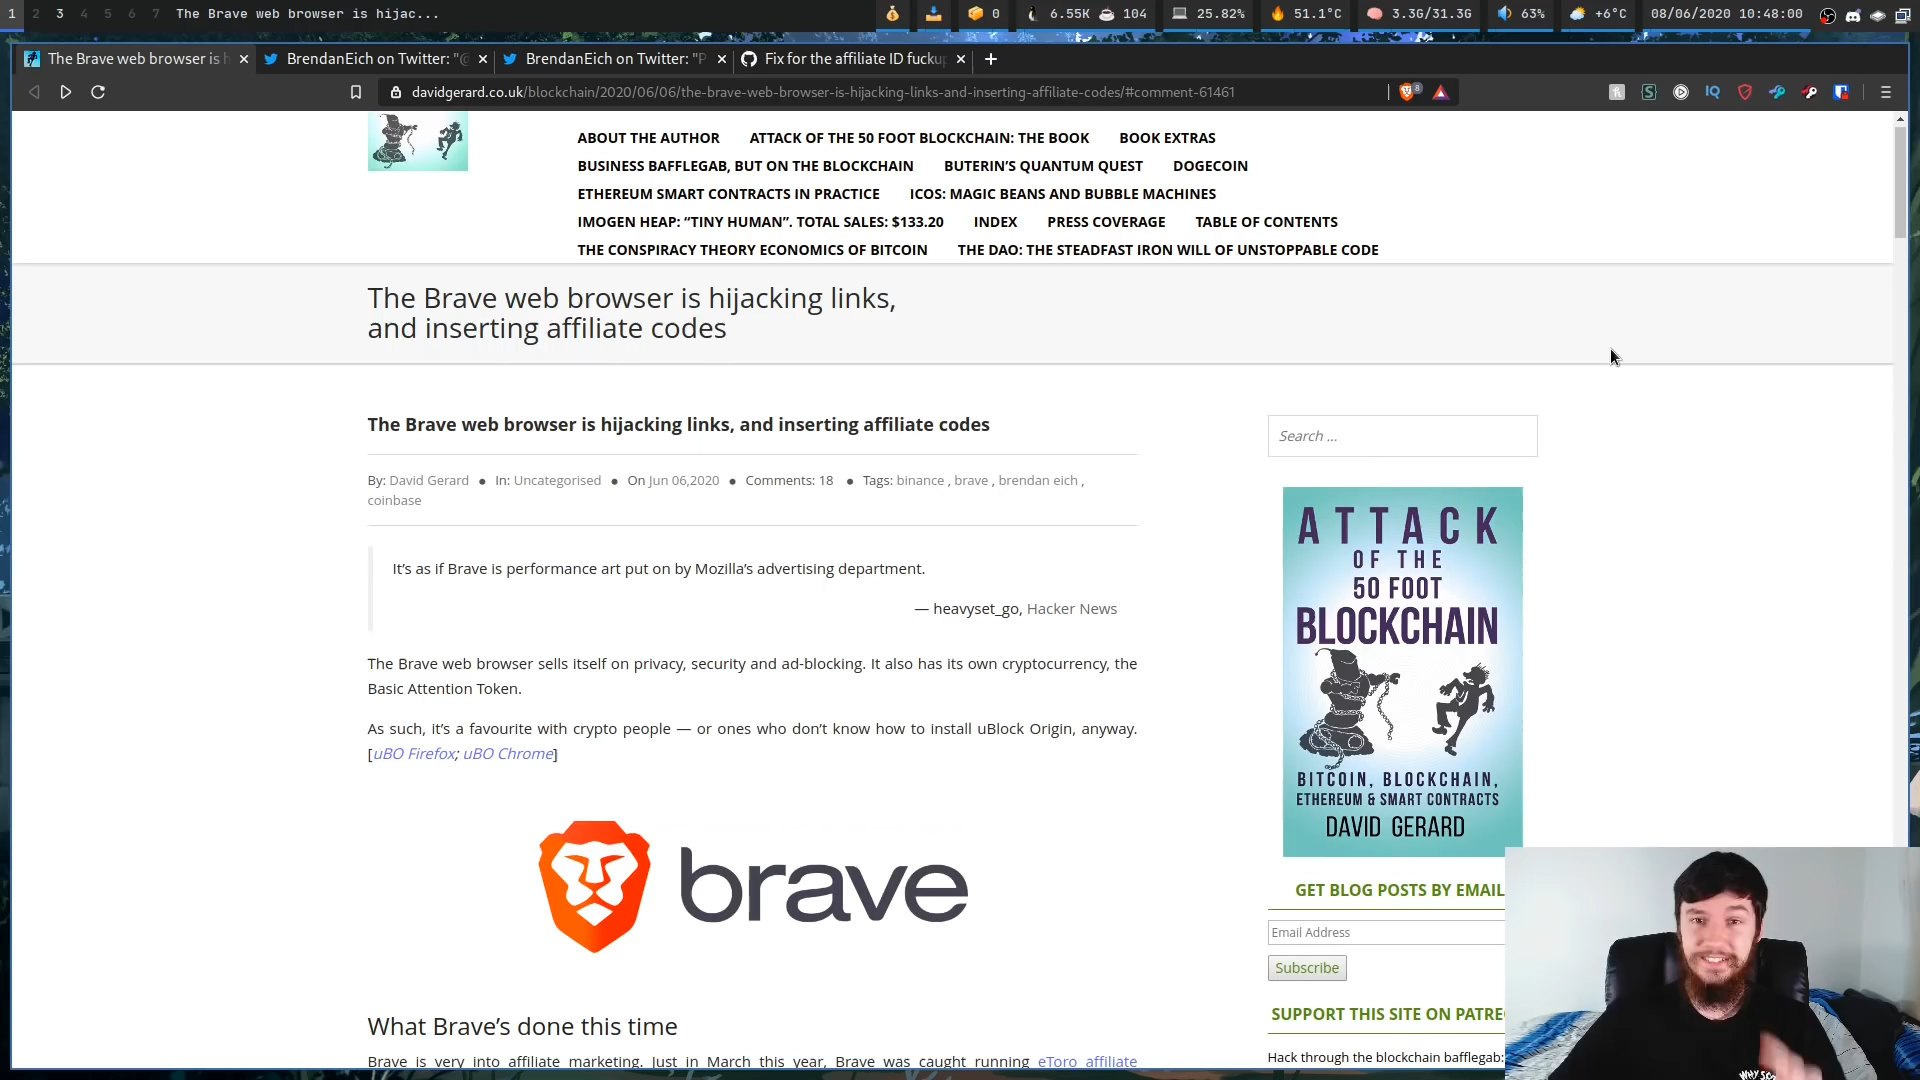 1 2 3 4 5 6 7 The Brave web browser is hijac...
0 6.55K 104 25.82% 51.1°C 3.3G/31.3G 63% +6°C 08/06/2020 10:48:00
The Brave web browser is h
BrendanEich on Twitter: "@
BrendanEich on Twitter: "P
Fix for the affiliate ID fuckup
davidgerard.co.uk/blockchain/2020/06/06/the-brave-web-browser-is-hijacking-links-and-inserting-affiliate-codes/#comment-61461
8
IQ
ABOUT THE AUTHOR ATTACK OF THE 50 FOOT BLOCKCHAIN: THE BOOK BOOK EXTRAS
BUSINESS BAFFLEGAB, BUT ON THE BLOCKCHAIN BUTERIN’S QUANTUM QUEST DOGECOIN
ETHEREUM SMART CONTRACTS IN PRACTICE ICOS: MAGIC BEANS AND BUBBLE MACHINES
IMOGEN HEAP: “TINY HUMAN”. TOTAL SALES: $133.20 INDEX PRESS COVERAGE TABLE OF CONTENTS
THE CONSPIRACY THEORY ECONOMICS OF BITCOIN THE DAO: THE STEADFAST IRON WILL OF UNSTOPPABLE CODE
The Brave web browser is hijacking links,
and inserting affiliate codes
The Brave web browser is hijacking links, and inserting affiliate codes
By: David Gerard ● In: Uncategorised ● On Jun 06,2020 ● Comments: 18 ● Tags: binance , brave , brendan eich ,
coinbase
It’s as if Brave is performance art put on by Mozilla’s advertising department.
— heavyset_go, Hacker News
The Brave web browser sells itself on privacy, security and ad-blocking. It also has its own cryptocurrency, the
Basic Attention Token.
As such, it’s a favourite with crypto people — or ones who don’t know how to install uBlock Origin, anyway.
[uBO Firefox; uBO Chrome]
brave
What Brave’s done this time
Brave is very into affiliate marketing. Just in March this year, Brave was caught running eToro affiliate
Search ...
ATTACK
OF THE
50 FOOT
BLOCKCHAIN
BITCOIN, BLOCKCHAIN,
ETHEREUM & SMART CONTRACTS
DAVID GERARD
GET BLOG POSTS BY EMAIL
Email Address
Subscribe
SUPPORT THIS SITE ON PATRE
Hack through the blockchain bafflegab: